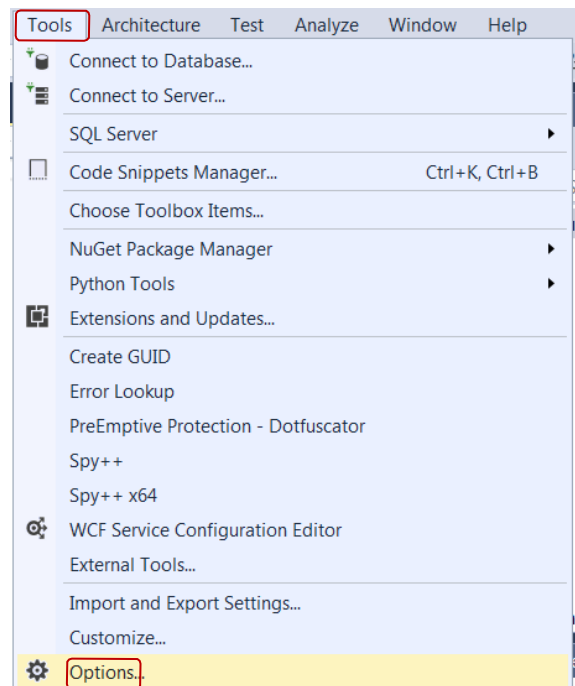 Tools Architecture Test Analyze Window Help
Connect to Database...
Connect to Server...
SQL Server
Code Snippets Manager... Ctrl+K, Ctrl+B
Choose Toolbox Items...
NuGet Package Manager
Python Tools
Extensions and Updates...
Create GUID
Error Lookup
PreEmptive Protection - Dotfuscator
Spy++
Spy++ x64
WCF Service Configuration Editor
External Tools...
Import and Export Settings...
Customize...
Options...